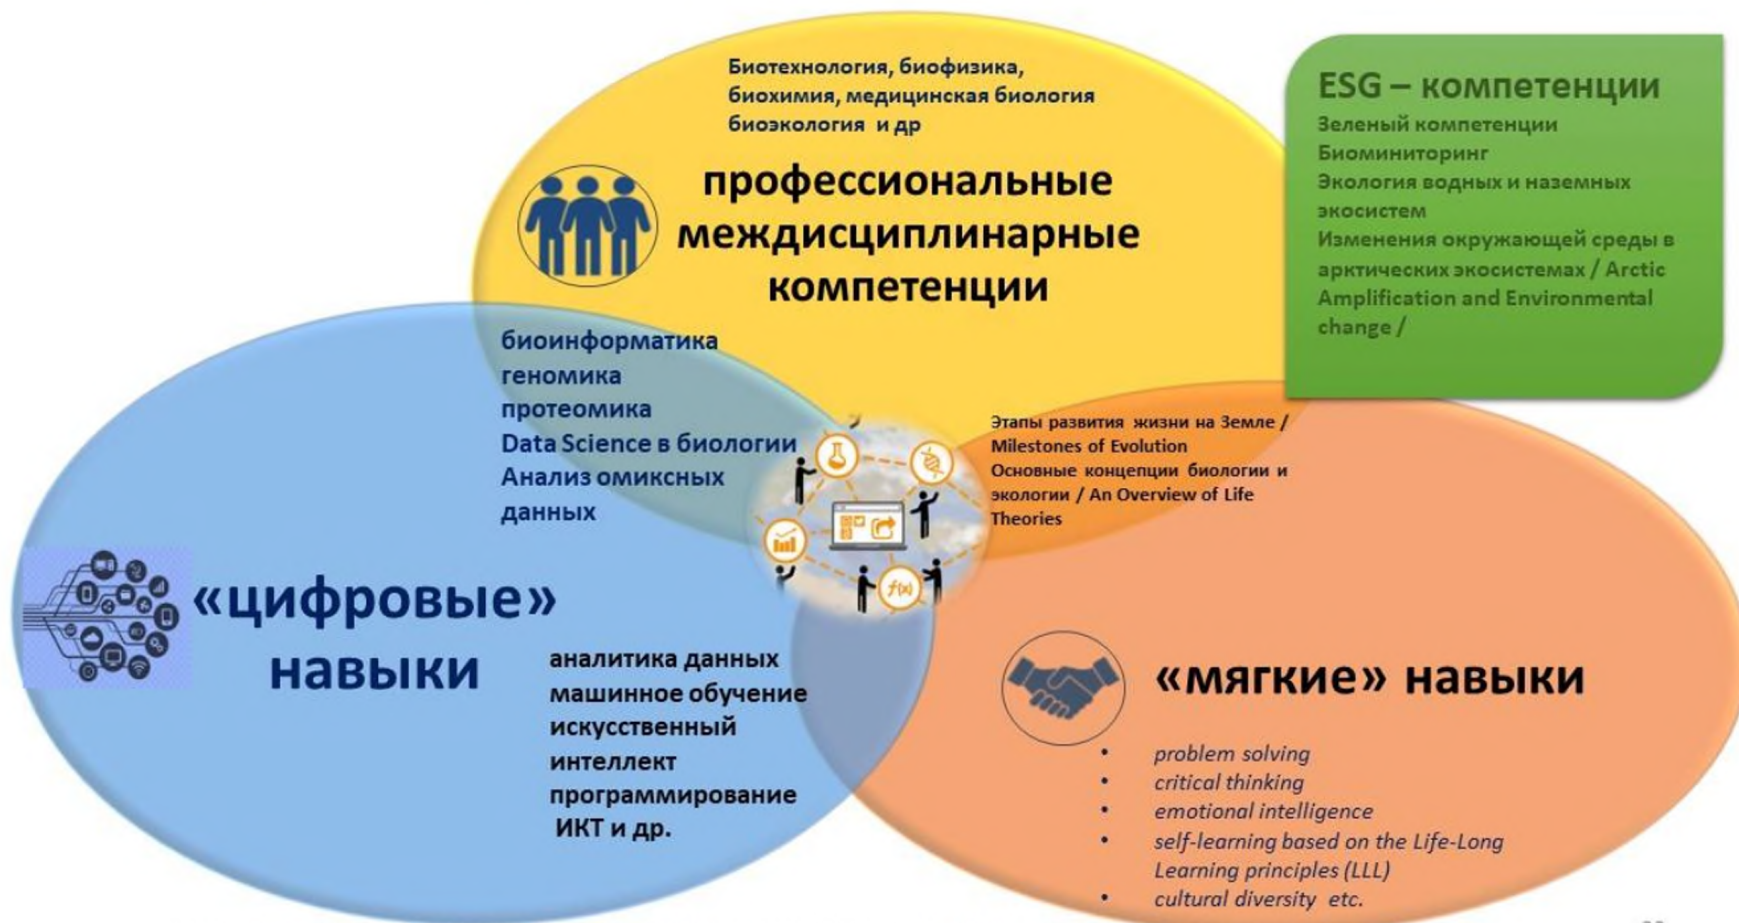 Биотехнология, биофизика,
биохимия, медицинская биология
биоэкология и др
профессиональные
междисциплинарные
компетенции
ESG – компетенции
Зеленый компетенции
Биоминиторинг
Экология водных и наземных
экосистем
Изменения окружающей среды в
арктических экосистемах / Arctic
Amplification and Environmental
change /
биоинформатика
геномика
протеомика
Data Science в биологии
Анализ омиксных
данных
Этапы развития жизни на Земле /
Milestones of Evolution
Основные концепции биологии и
экологии / An Overview of Life
Theories
f(x)
«цифровые»
навыки
аналитика данных
машинное обучение
искусственный
интеллект
программирование
ИКТ и др.
«мягкие» навыки
• problem solving
• critical thinking
• emotional intelligence
• self-learning based on the Life-Long
Learning principles (LLL)
• cultural diversity etc.